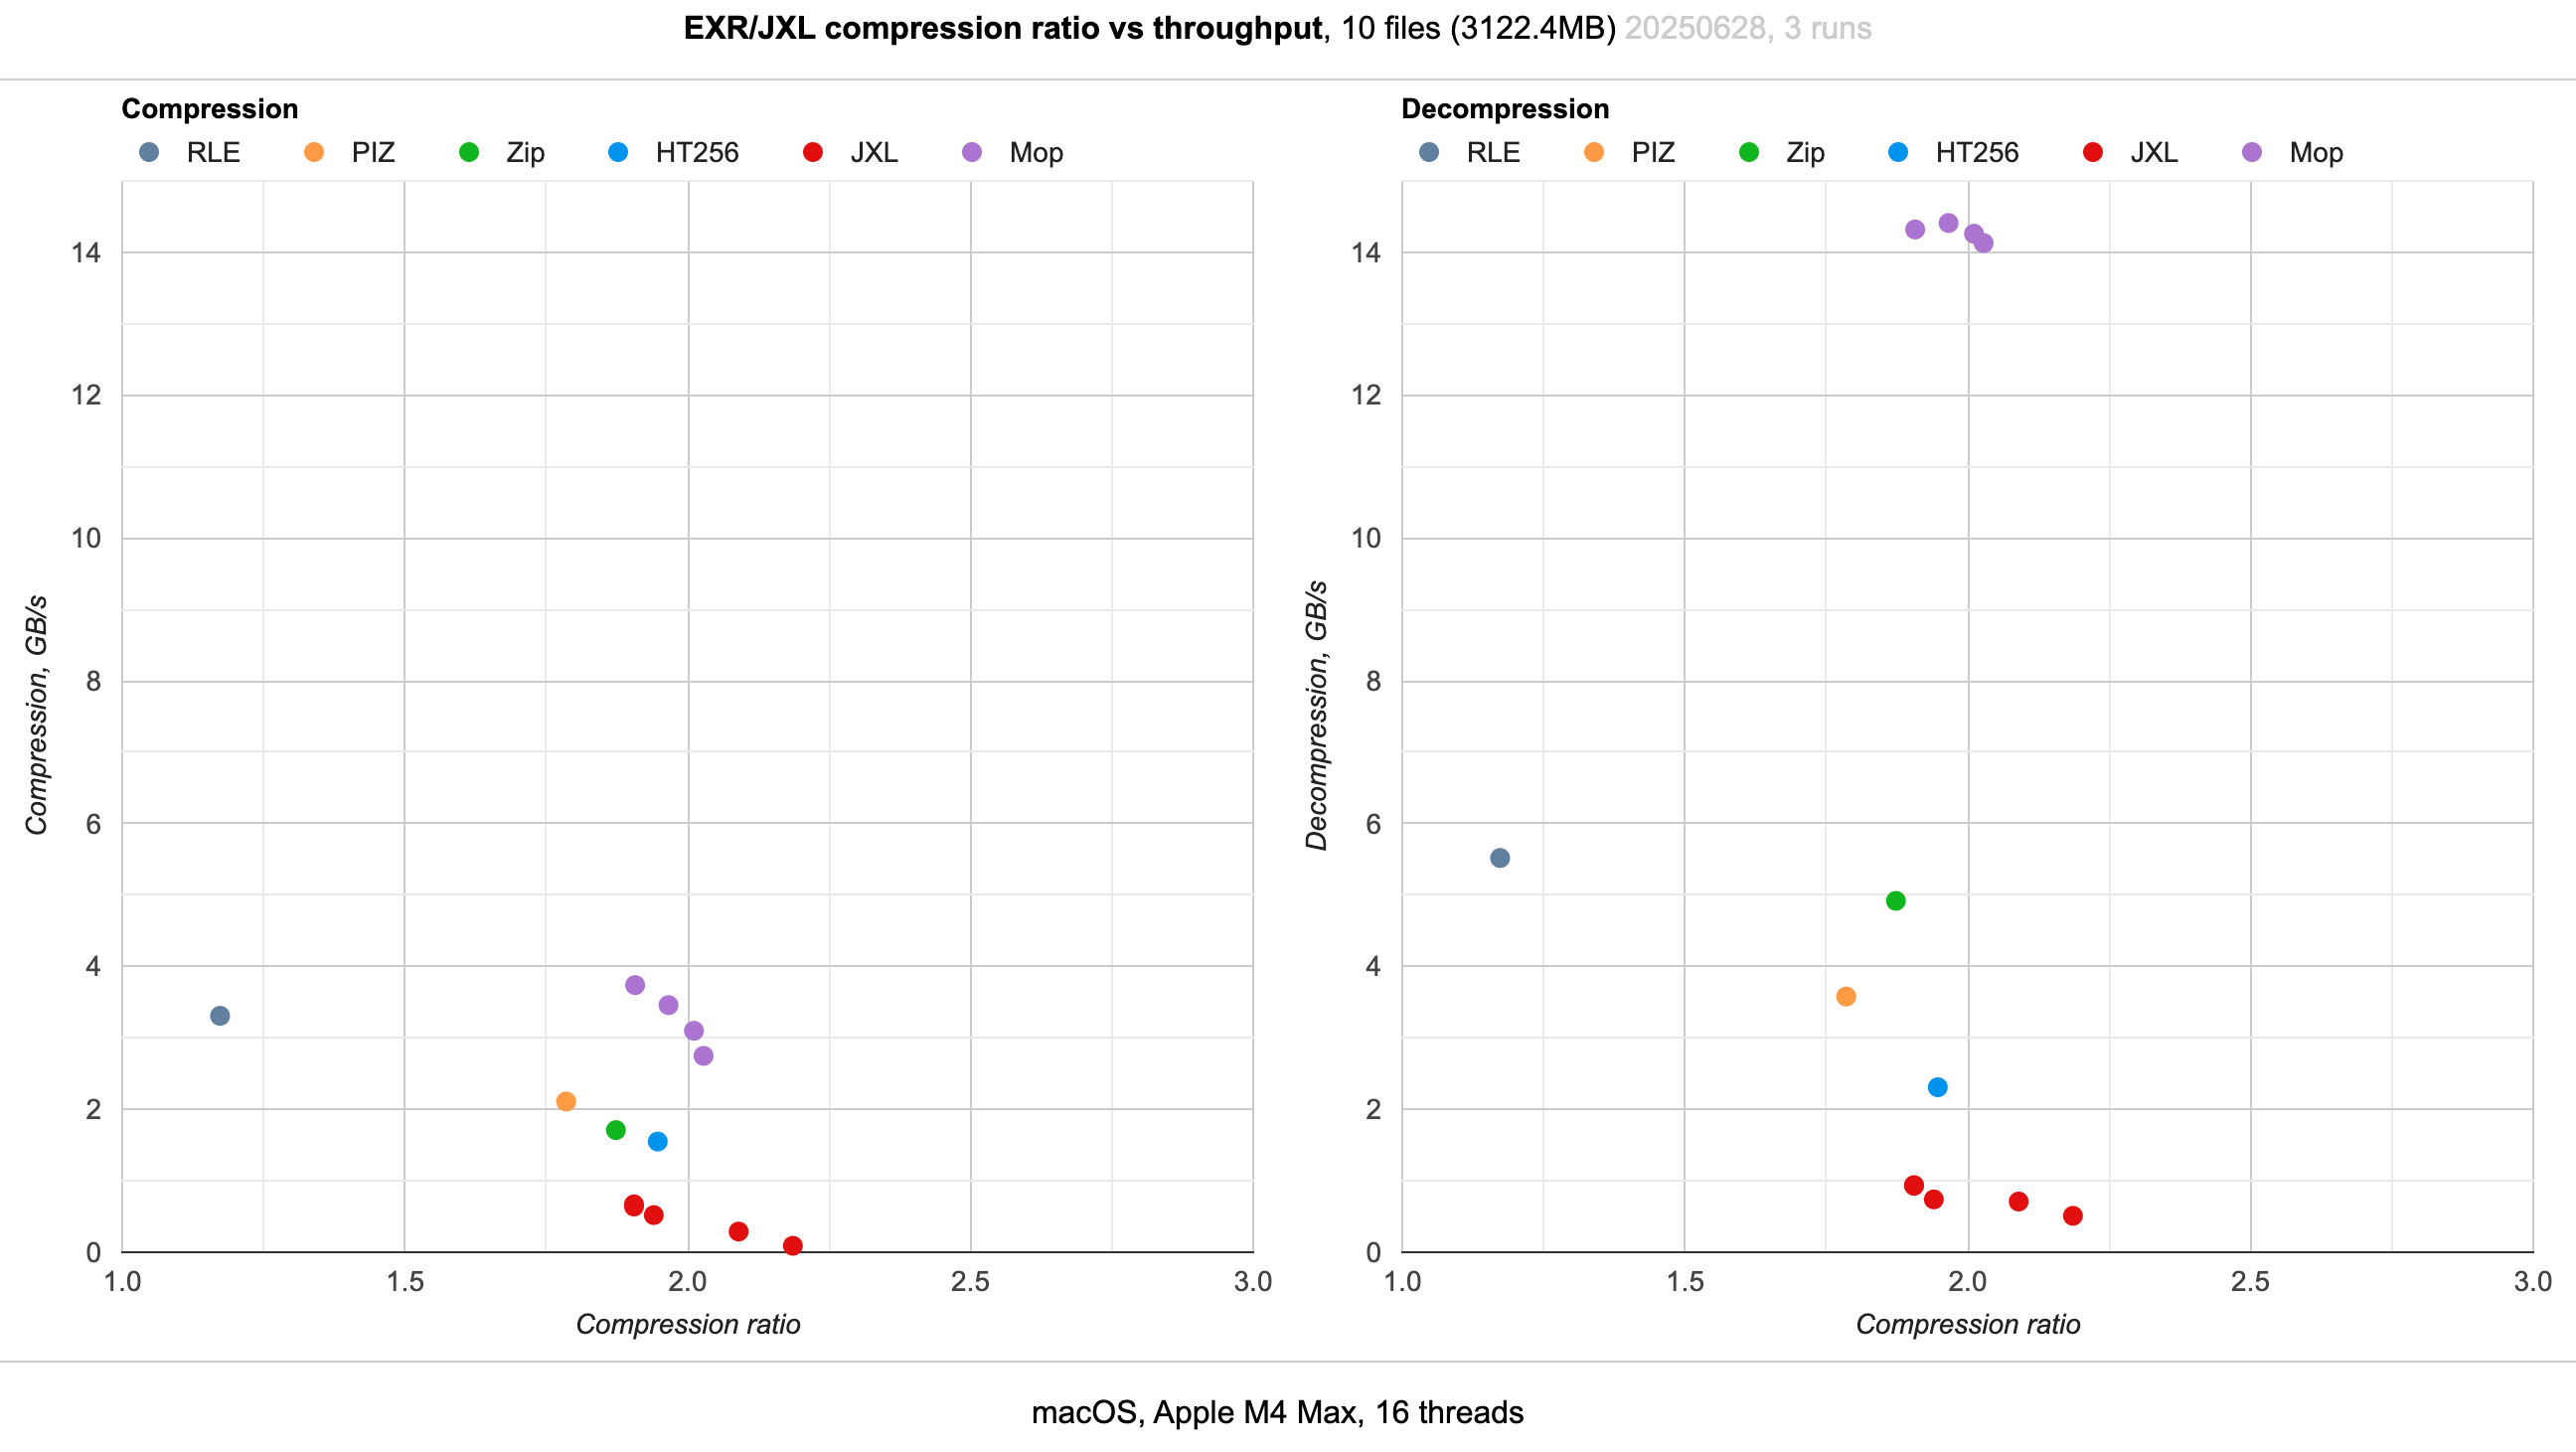 EXR/JXL compression ratio vs throughput, 10 files (3122.4MB) 20250628, 3 runs
Compression
RLE PIZ Zip HT256 JXL Mop
14
12
10
8
6
4
2
0
Compression, GB/s
1.0 1.5 2.0 2.5 3.0
Compression ratio
Decompression
RLE PIZ Zip HT256 JXL Mop
14
12
10
8
6
4
2
0
Decompression, GB/s
1.0 1.5 2.0 2.5 3.0
Compression ratio
macOS, Apple M4 Max, 16 threads